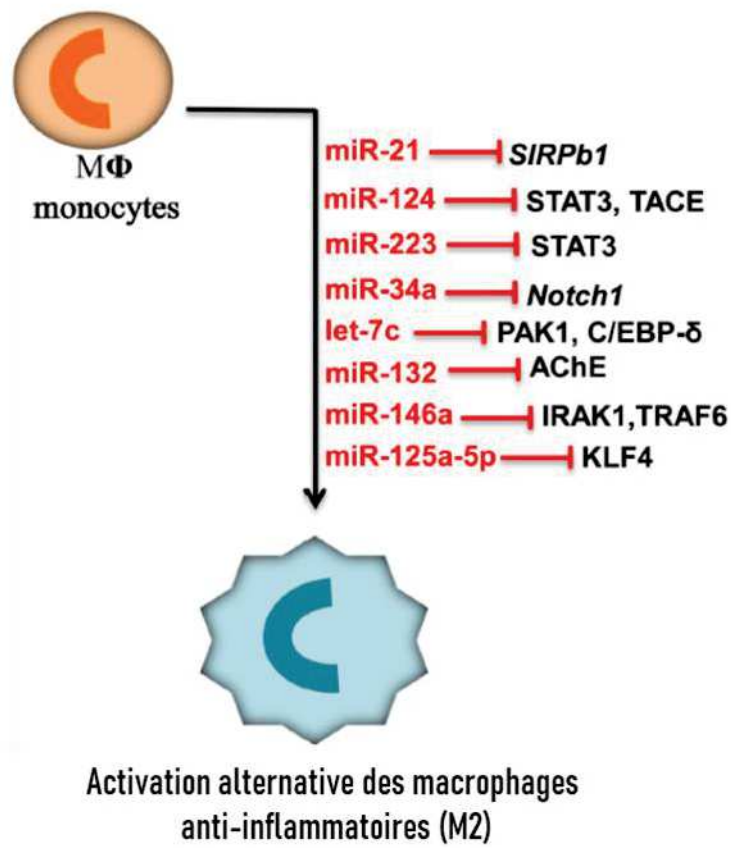 MΦ
monocytes
miR-21 SIRPb1
miR-124 STAT3, TACE
miR-223 STAT3
miR-34a Notch1
let-7c PAK1, C/EBP-δ
miR-132 AChE
miR-146a IRAK1,TRAF6
miR-125a-5p KLF4
Activation alternative des macrophages
anti-inflammatoires (M2)